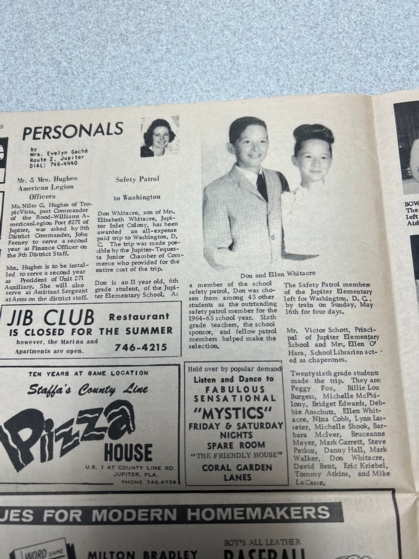 PERSONALS
by
Mrs. Evelyn Gache
Route 2, Jupiter
DIAL: 746-4440
Mr. & Mrs. Hughes
American Legion
Officers
Mr. Niles G. Hughes of Tro-
picVista, past Commander
of the Rood-Williams A-
merican Legion Post #271 of
Jupiter, was asked by 9th
District Commander, John
Feeney to serve a second
year as Finance Officer on
the 9th District Staff.
Mrs. Hughes is to be instal-
led to serve a second year
as President of Unit 271
Auxiliary. She will also
serve as Assistant Sergeant
at Arms on the district staff.
Safety Patrol
to Washington
Don Whitacre, son of Mrs.
Elizabeth Whitacre, Jupi-
ter Inlet Colony, has been
awarded an all-expense
paid trip to Washington, D.
C. The trip was made pos-
sible by the Jupiter-Teques-
ta Junior Chamber of Com-
merce who provided for the
entire cost of the trip.
Don is an 11 year old, 6th
grade student, of the Jupi-
ter Elementary School. As
Don and Ellen Whitacre
a member of the school
safety patrol, Don was cho-
sen from among 45 other
students as the outstanding
safety patrol member for the
1964-65 school year. Sixth
grade teachers, the school
sponsor, and fellow patrol
members helped make the
selection.
The Safety Patrol members
of the Jupiter Elementary
left for Washington, D. C.,
by train on Sunday, May
16th for four days.
Mr. Victor Schott, Princi-
pal of Jupiter Elementary
School and Mrs. Ellen O'
Hara, School Librarian act-
ed as chaperones.
Twenty sixth grade students
made the trip. They are:
Peggy Fox, Billie Lou
Burgess, Michelle McPhi-
lomy, Bridget Edwards, Deb-
bie Anschutz, Ellen Whit-
acre, Nina Cobb, Lynn Las-
ister, Michelle Shook, Bar-
bara McIver, Bruceanne
Meyer, Mark Garrett, Steve
Petkus, Danny Hall, Mark
Walker, Don Whitacre,
David Bent, Eric Kriebel,
Tommy Atkins, and Mike
LaCarra.
JIB CLUB Restaurant
IS CLOSED FOR THE SUMMER
however, the Marina and
Apartments are open.
746-4215
TEN YEARS AT SAME LOCATION
Staffa's County Line
Pizza
HOUSE
U.S. 1 AT COUNTY LINE RD.
JUPITER, FLA.
Held over by popular demand
Listen and Dance to
FABULOUS
SENSATIONAL
"MYSTICS"
FRIDAY & SATURDAY
NIGHTS
SPARE ROOM
"THE FRIENDLY HOUSE"
CORAL GARDEN
LANES
UES FOR MODERN HOMEMAKERS
WORD
MILTON BRADLEY
BOY'S ALL LEATHER
BASEBALL
BOW
The
left
Aist